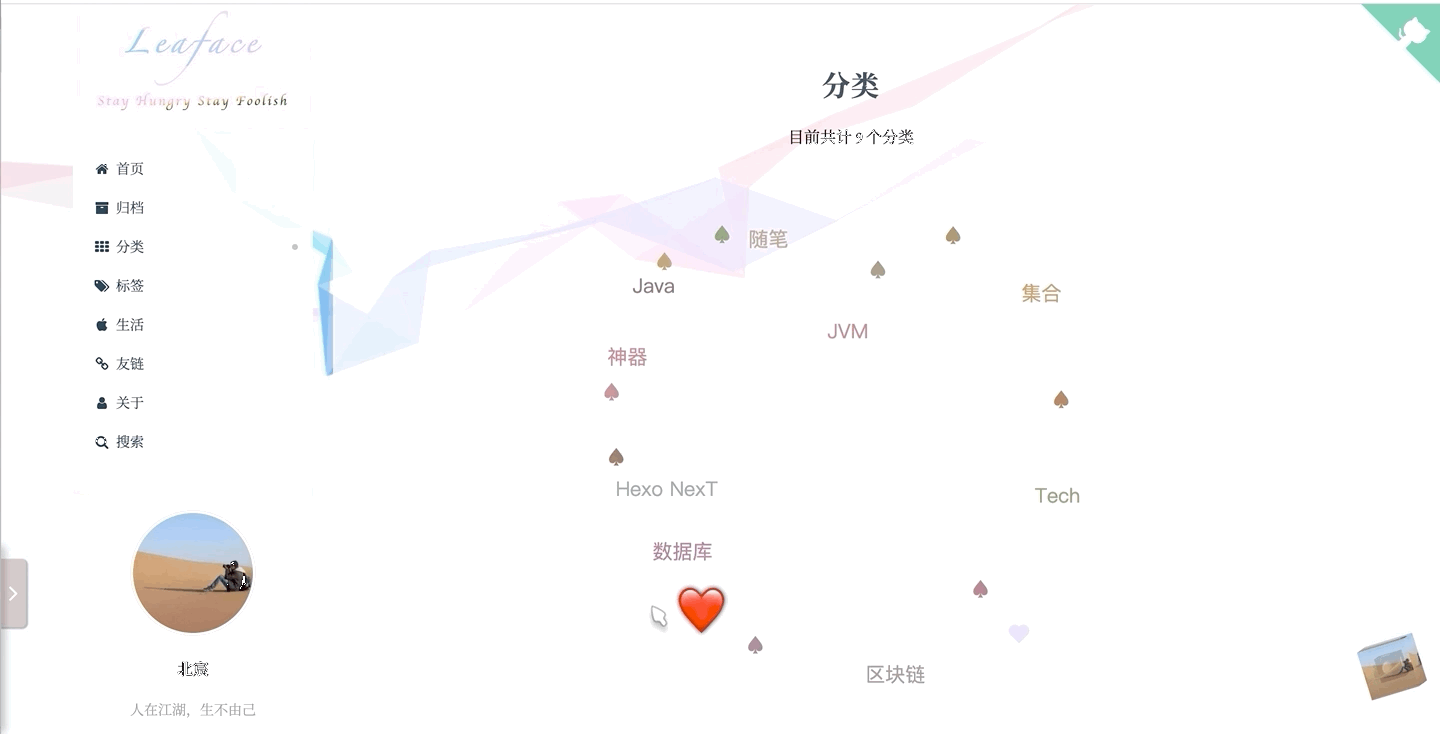 Leaface
Stay Hungry Stay Foolish
首页
归档
分类
标签
生活
友链
关于
搜索
人在江湖，生不由己
分类
目前共计 9 个分类
随笔
Java
集合
JVM
神器
Hexo NexT
Tech
数据库
区块链